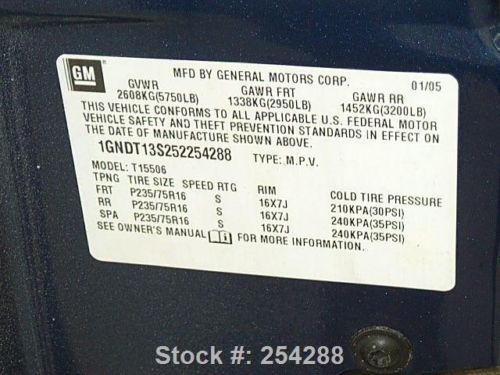 GM
MFD BY GENERAL MOTORS CORP. 01/05
GVWR GAWR FRT GAWR RR
2608KG(5750LB) 1338KG(2950LB) 1452KG(3200LB)
THIS VEHICLE CONFORMS TO ALL APPLICABLE U.S. FEDERAL MOTOR
VEHICLE SAFETY AND THEFT PREVENTION STANDARDS IN EFFECT ON
THE DATE OF MANUFACTURE SHOWN ABOVE.
1GNDT13S252254288 TYPE: M.P.V.
MODEL: T15506
TPNG TIRE SIZE SPEED RTG RIM COLD TIRE PRESSURE
FRT P235/75R16 S 16X7J 210KPA(30PSI)
RR P235/75R16 S 16X7J 240KPA(35PSI)
SPA P235/75R16 S 16X7J 240KPA(35PSI)
SEE OWNER'S MANUAL FOR MORE INFORMATION.
Stock #: 254288